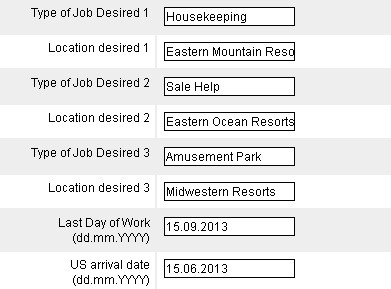 Type of Job Desired 1 Housekeeping
Location desired 1 Eastern Mountain Reso
Type of Job Desired 2 Sale Help
Location desired 2 Eastern Ocean Resorts
Type of Job Desired 3 Amusement Park
Location desired 3 Midwestern Resorts
Last Day of Work
(dd.mm.YYYY) 15.09.2013
US arrival date
(dd.mm.YYYY) 15.06.2013